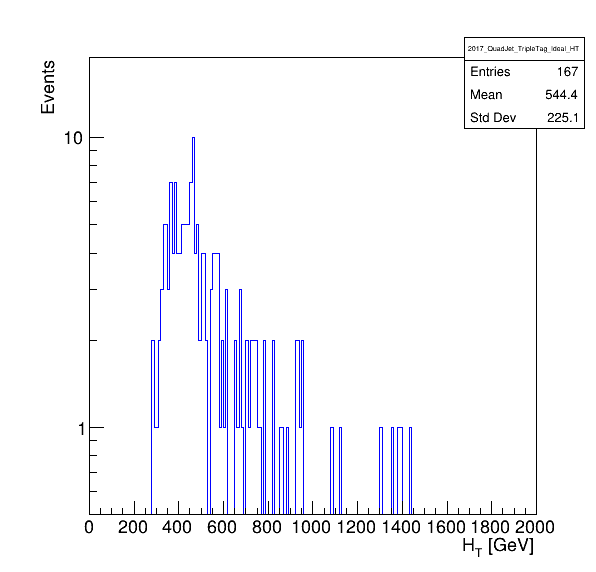 2017_QuadJet_TripleTag_Ideal_HT
Entries 167
Mean 544.4
Std Dev 225.1
Events
10
1
0 200 400 600 800 1000 1200 1400 1600 1800 2000
H_T [GeV]